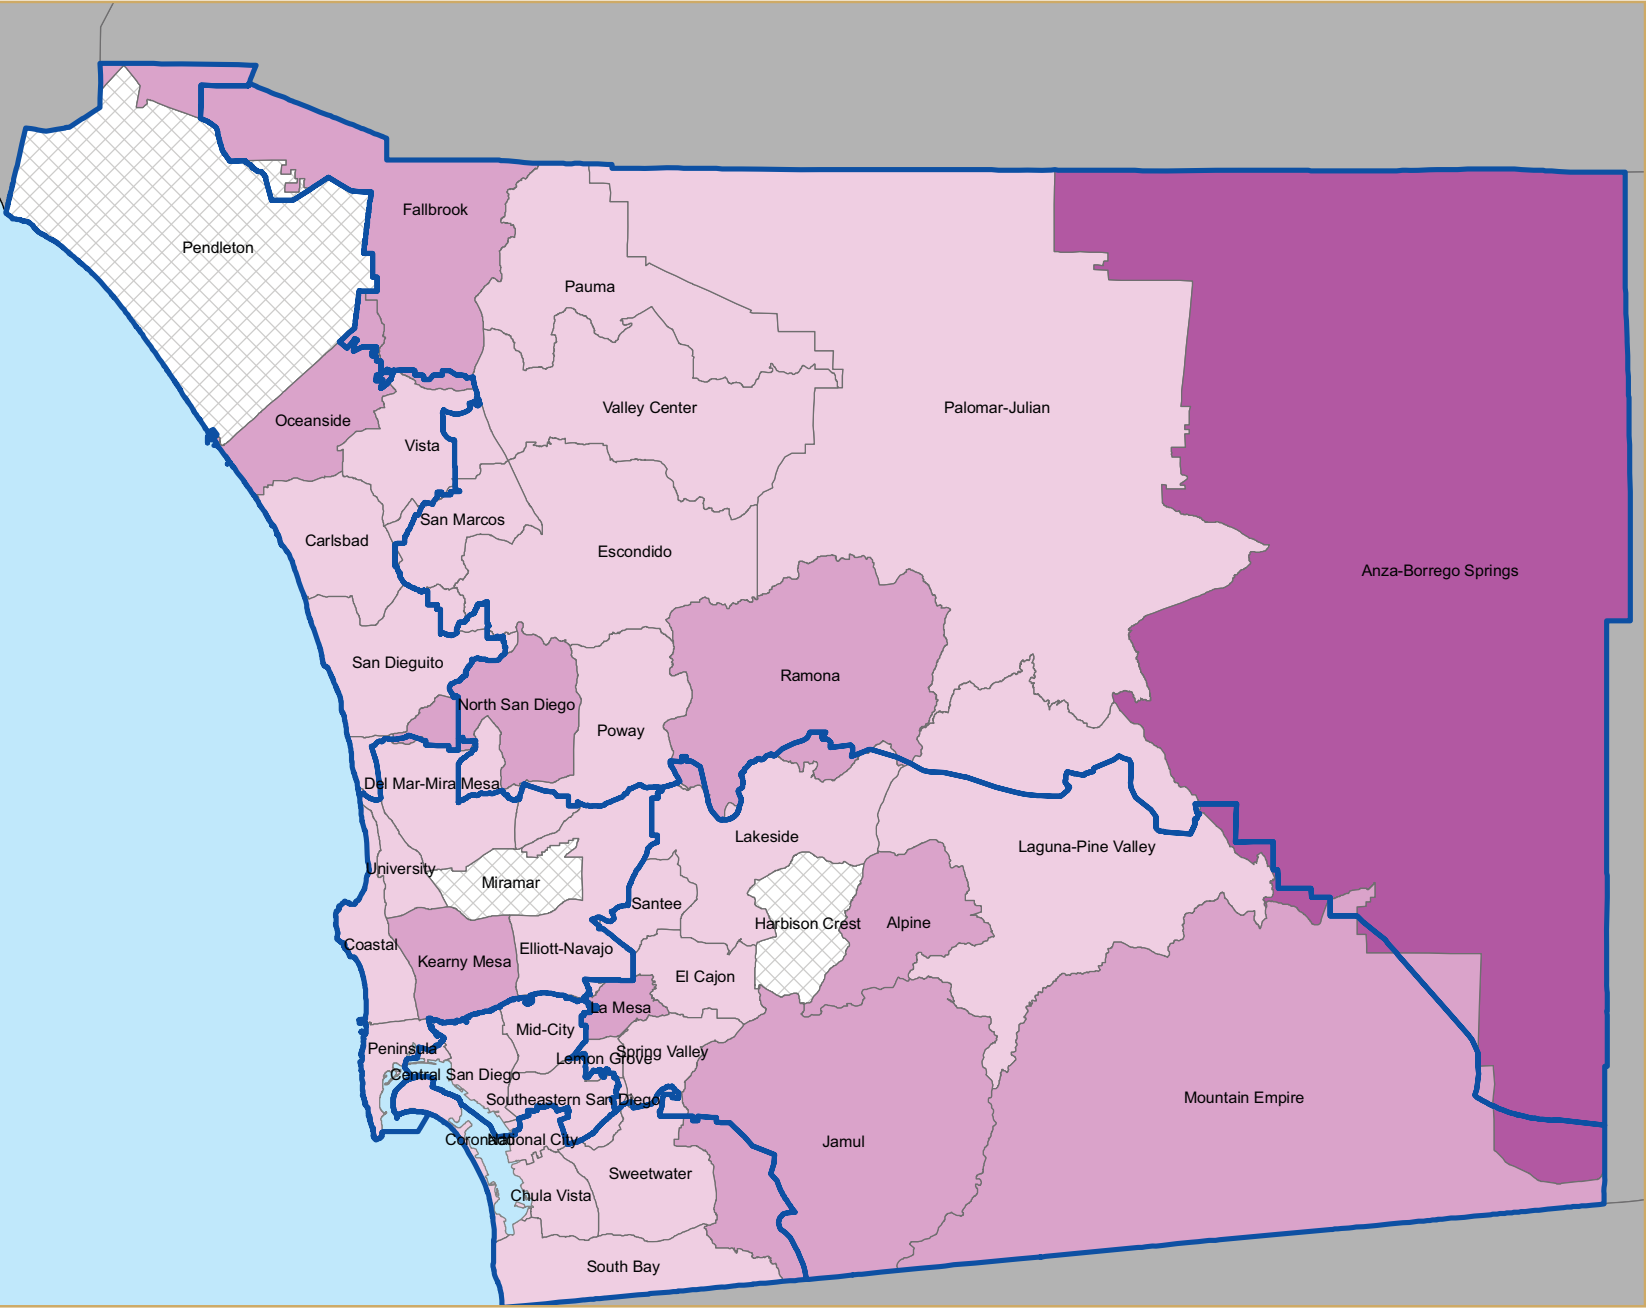 Fallbrook
Pendleton
Pauma
Valley Center
Palomar-Julian
Oceanside
Vista
San Marcos
Carlsbad
Escondido
Anza-Borrego Springs
San Dieguito
Ramona
North San Diego
Poway
Del Mar-Mira Mesa
Lakeside
Laguna-Pine Valley
University
Miramar
Santee
Harbison Crest
Alpine
Coastal
Elliott-Navajo
Kearny Mesa
El Cajon
La Mesa
Mid-City
Peninsula
Lemon Grove
Spring Valley
Central San Diego
Southeastern San Diego
Mountain Empire
Coronado
National City
Jamul
Sweetwater
Chula Vista
South Bay